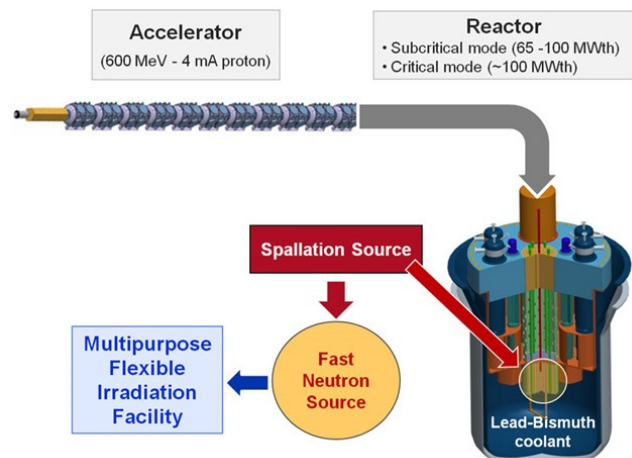 Accelerator
(600 MeV - 4 mA proton)
Reactor
• Subcritical mode (65 -100 MWth)
• Critical mode (~100 MWth)
Spallation Source
Multipurpose
Flexible
Irradiation
Facility
Fast
Neutron
Source
Lead-Bismuth
coolant